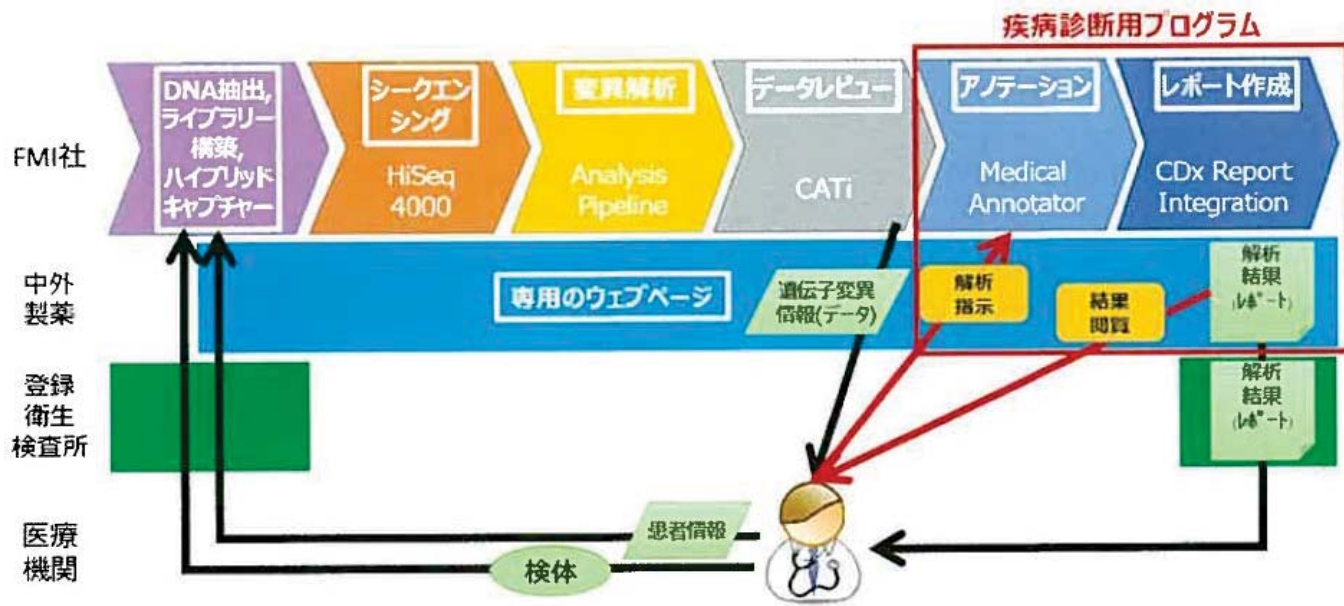 疾病診断用プログラム
FMI社
DNA抽出,
ライブラリー
構築,
ハイブリッド
キャプチャー
シークエン
シング
HiSeq
4000
変異解析
Analysis
Pipeline
データレビュー
CATi
アノテーション
Medical
Annotator
レポート作成
CDx Report
Integration
中外
製薬
専用のウェブページ
遺伝子変異
情報(データ)
解析
指示
結果
閲覧
解析
結果
(ﾚﾎﾟｰﾄ)
登録
衛生
検査所
解析
結果
(ﾚﾎﾟｰﾄ)
医療
機関
患者情報
検体